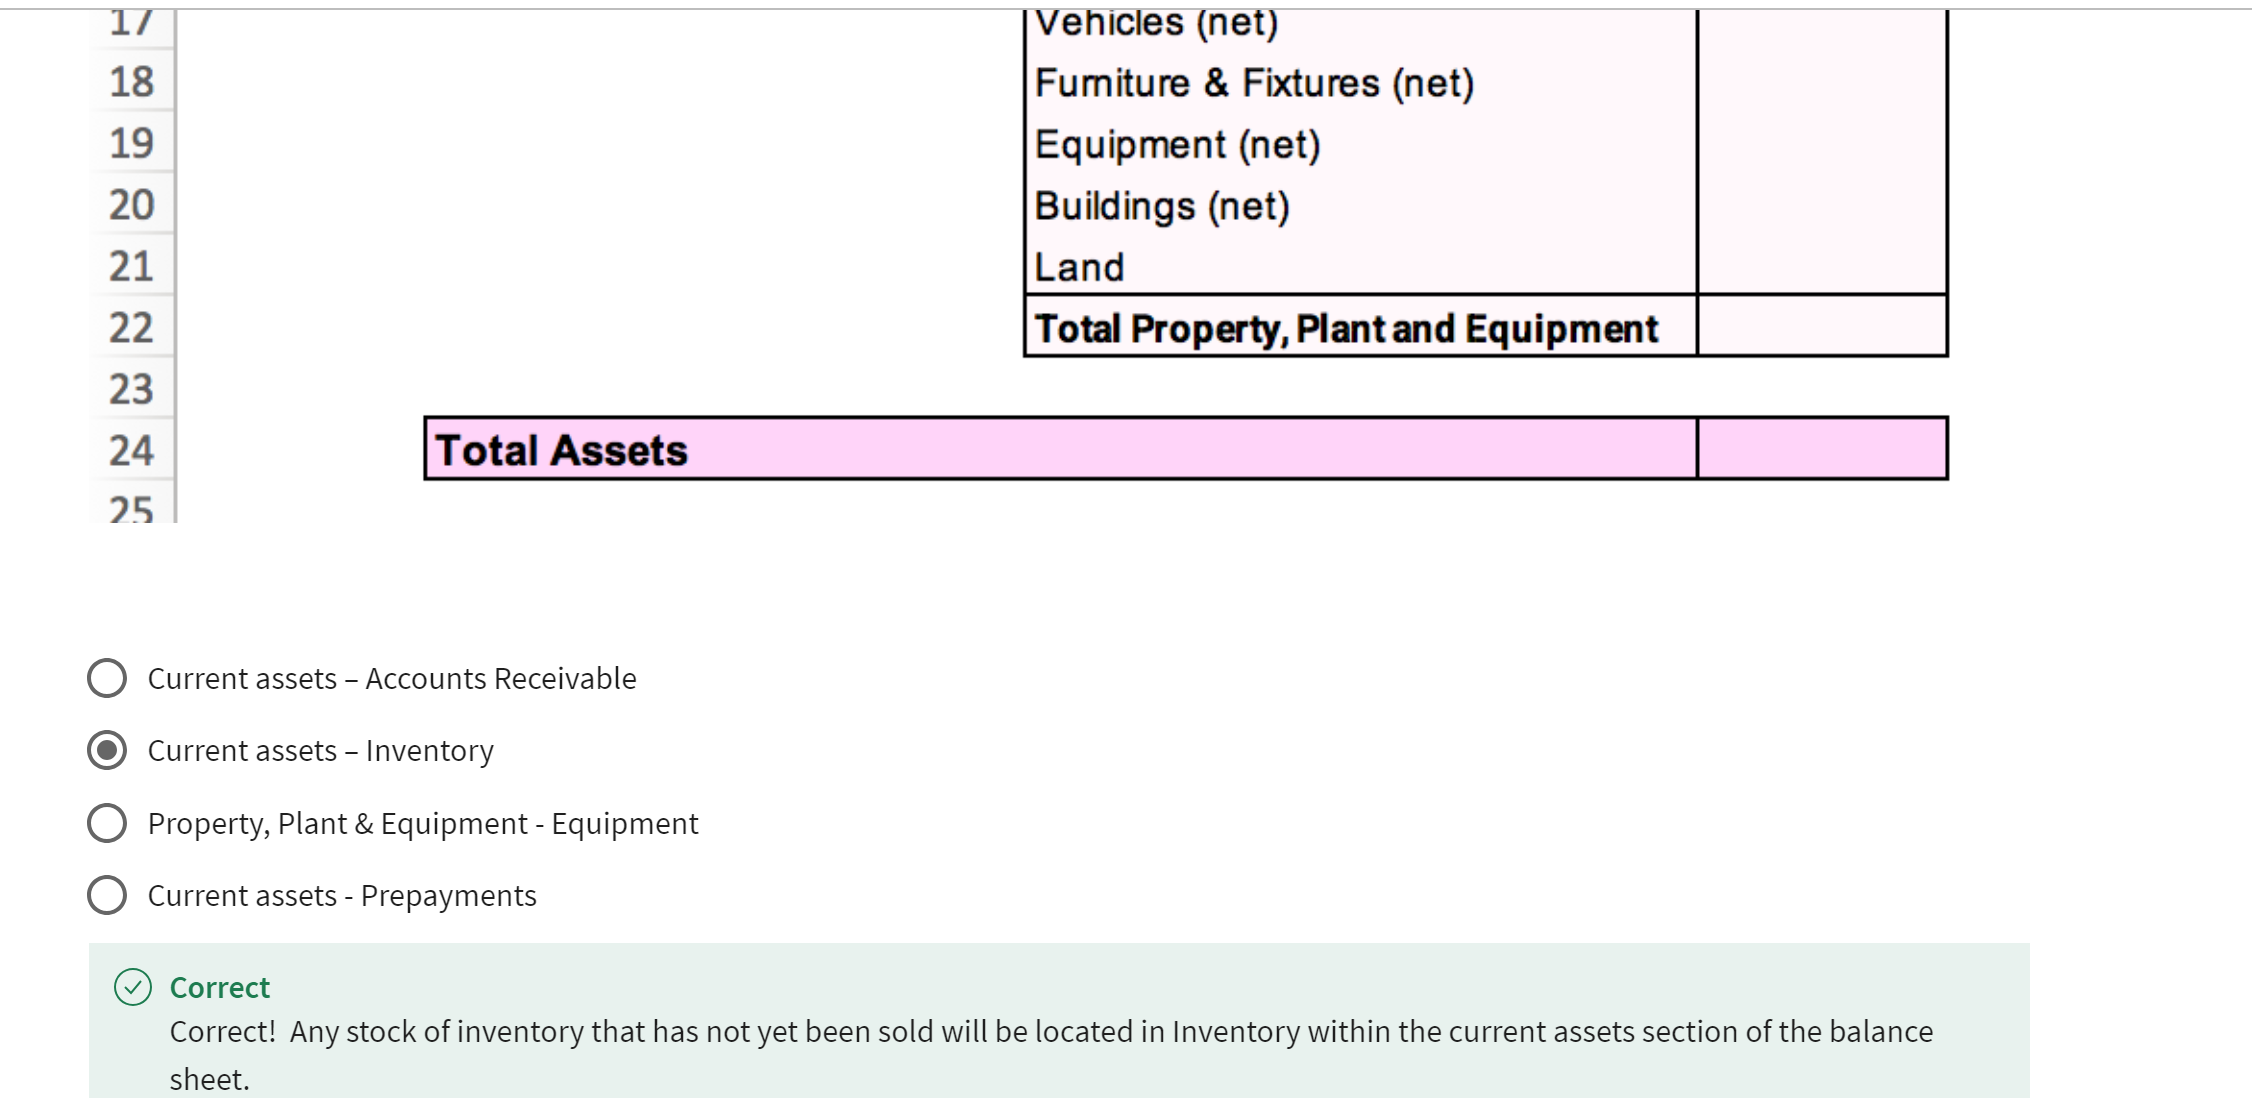 17 Vehicles (net)
18 Furniture & Fixtures (net)
19 Equipment (net)
20 Buildings (net)
21 Land
22 Total Property, Plant and Equipment
23
24 Total Assets
25
Current assets – Accounts Receivable
Current assets – Inventory
Property, Plant & Equipment - Equipment
Current assets - Prepayments
Correct
Correct!  Any stock of inventory that has not yet been sold will be located in Inventory within the current assets section of the balance
sheet.